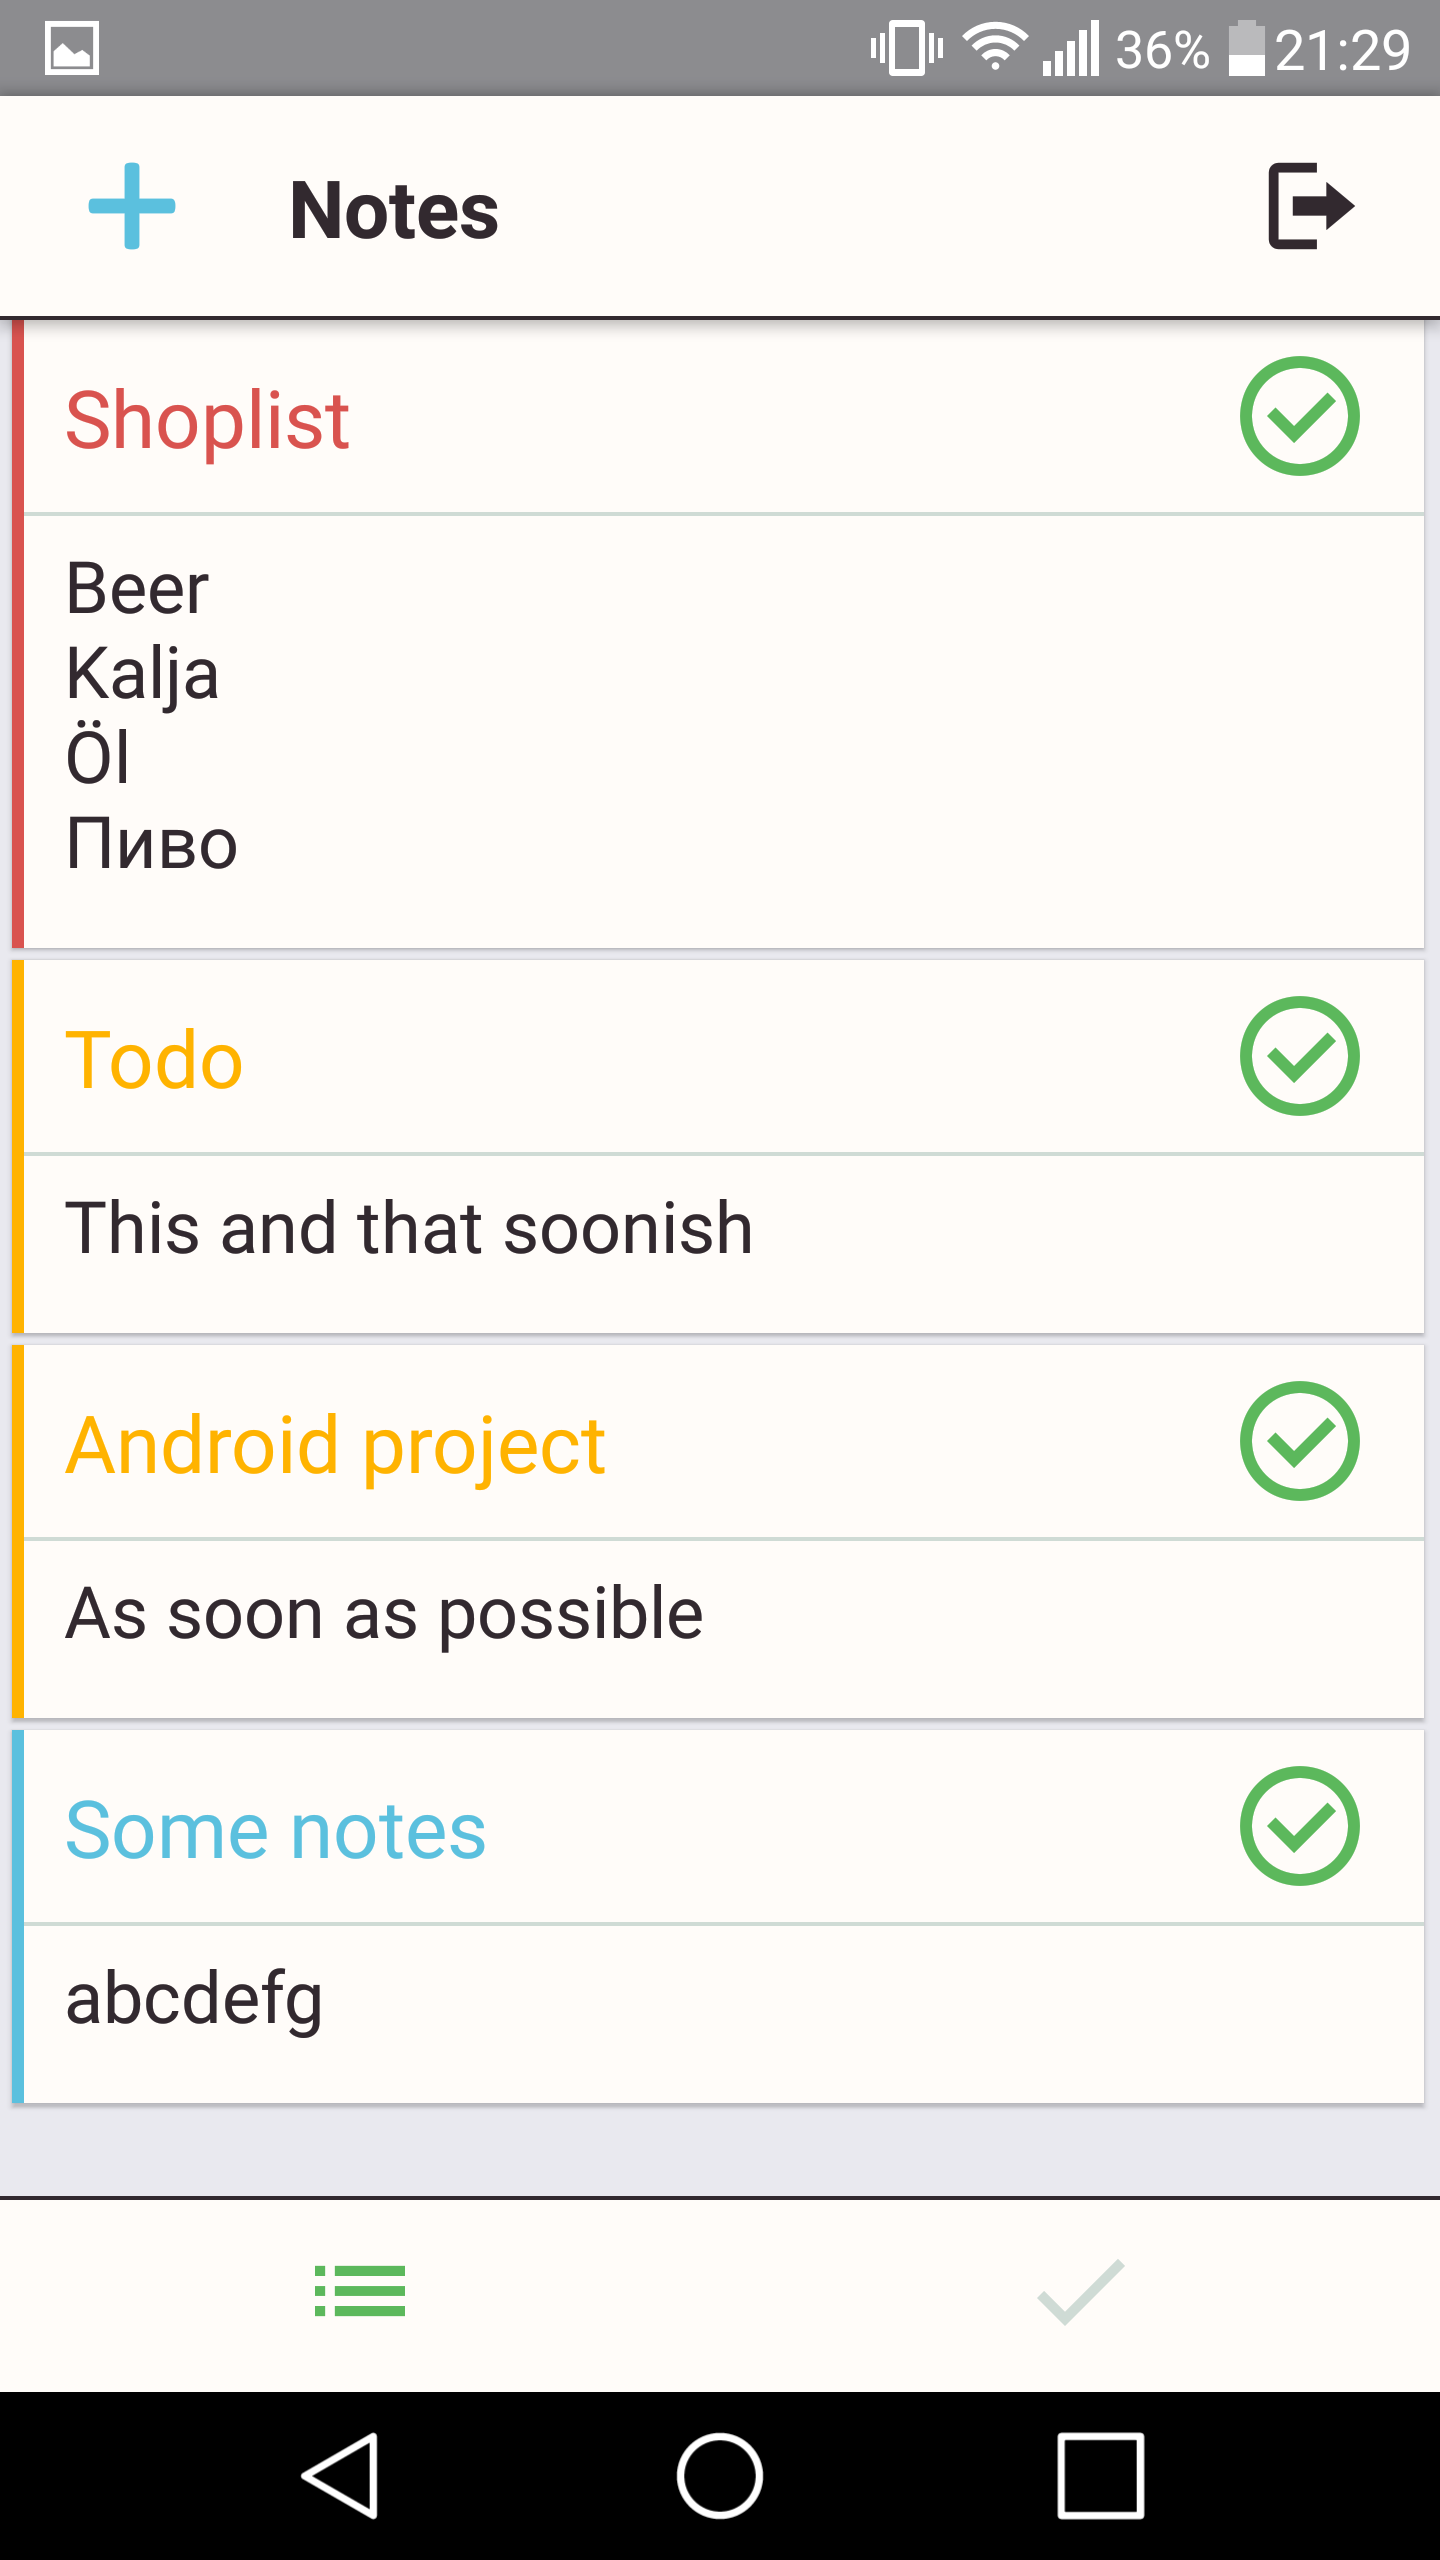 36% 21:29
Notes
Shoplist
Beer
Kalja
Öl
Пиво
Todo
This and that soonish
Android project
As soon as possible
Some notes
abcdefg